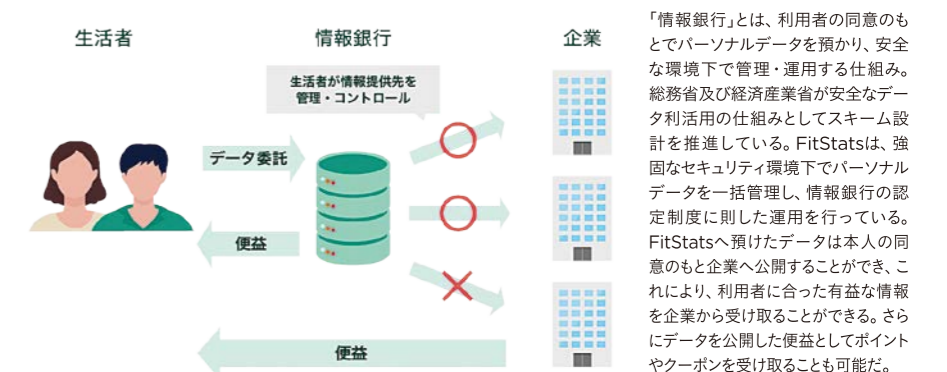 生活者
情報銀行
企業
生活者が情報提供先を
管理・コントロール
データ委託
便益
便益
「情報銀行」とは、利用者の同意のも
とでパーソナルデータを預かり、安全
な環境下で管理・運用する仕組み。
総務省及び経済産業省が安全なデー
タ利活用の仕組みとしてスキーム設
計を推進している。FitStatsは、強
固なセキュリティ環境下でパーソナル
データを一括管理し、情報銀行の認
定制度に則した運用を行っている。
FitStatsへ預けたデータは本人の同
意のもと企業へ公開することができ、こ
れにより、利用者に合った有益な情報
を企業から受け取ることができる。さら
にデータを公開した便益としてポイント
やクーポンを受け取ることも可能だ。